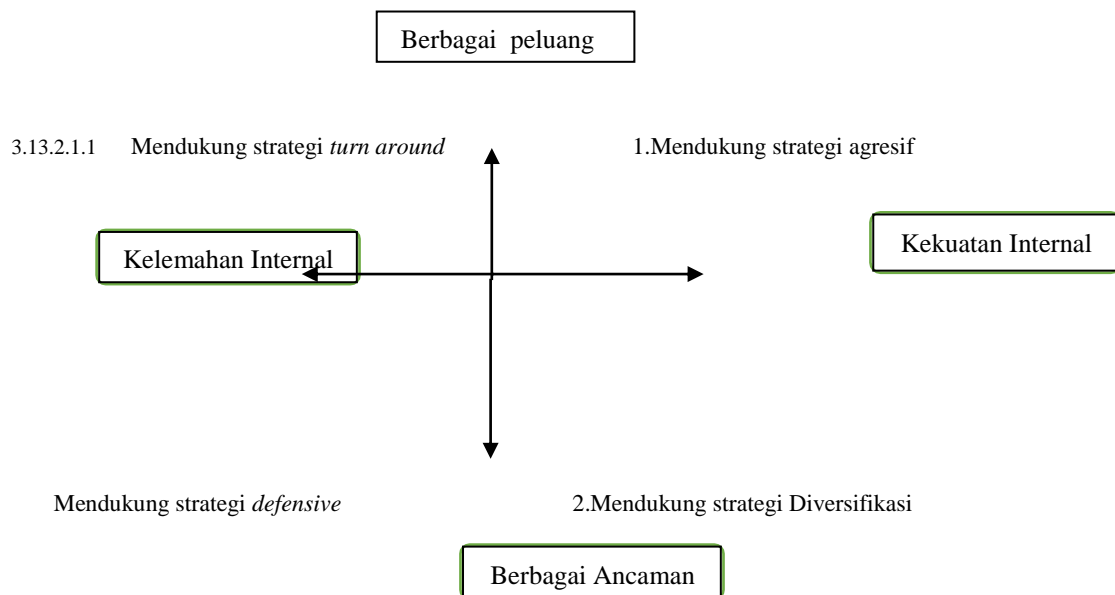 Berbagai  peluang
3.13.2.1.1 Mendukung strategi turn around
1.Mendukung strategi agresif
Kelemahan Internal
Kekuatan Internal
Mendukung strategi defensive
2.Mendukung strategi Diversifikasi
Berbagai Ancaman